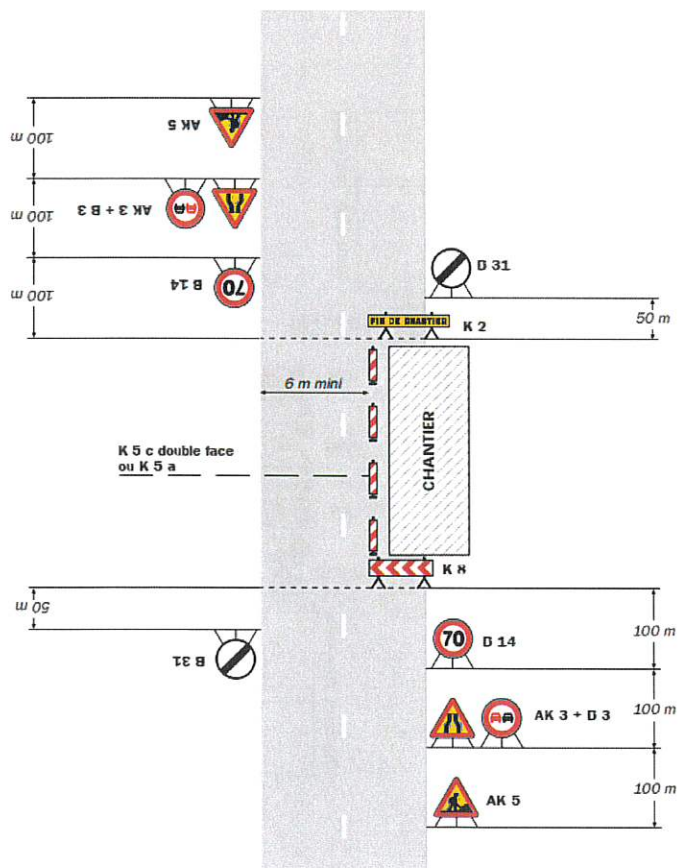 100 m
AK 5
100 m
AK 3 + B 3
100 m
70
B 14
D 31
50 m
FIN DE CHANTIER
K 2
6 m mini
K 5 c double face
ou K 5 a
CHANTIER
K 8
50 m
B 31
70
D 14
100 m
AK 3 + D 3
100 m
AK 5
100 m